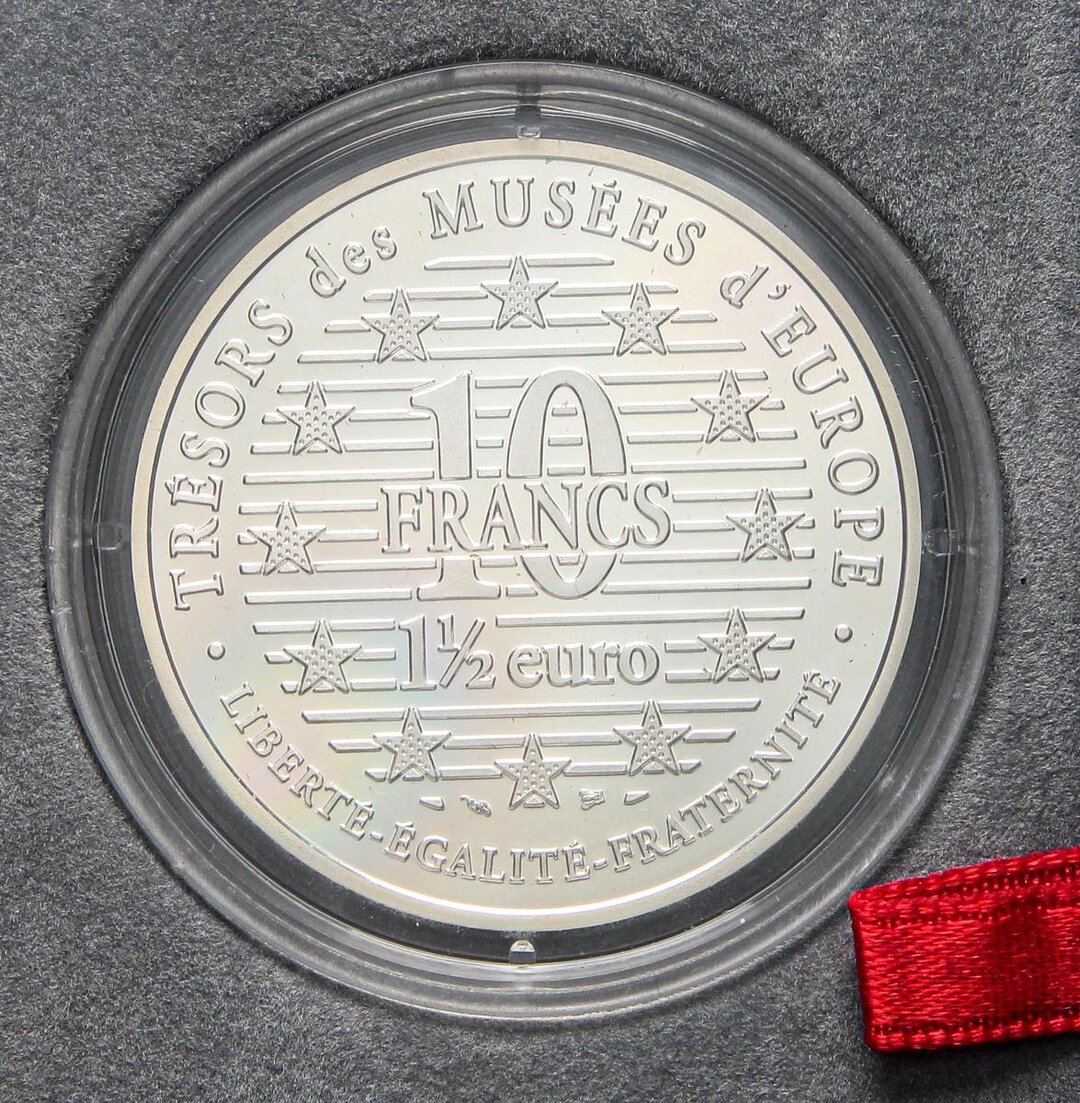 TRÉSORS des MUSÉES d'EUROPE
10
FRANCS
1½ euro
LIBERTÉ-ÉGALITÉ-FRATERNITÉ